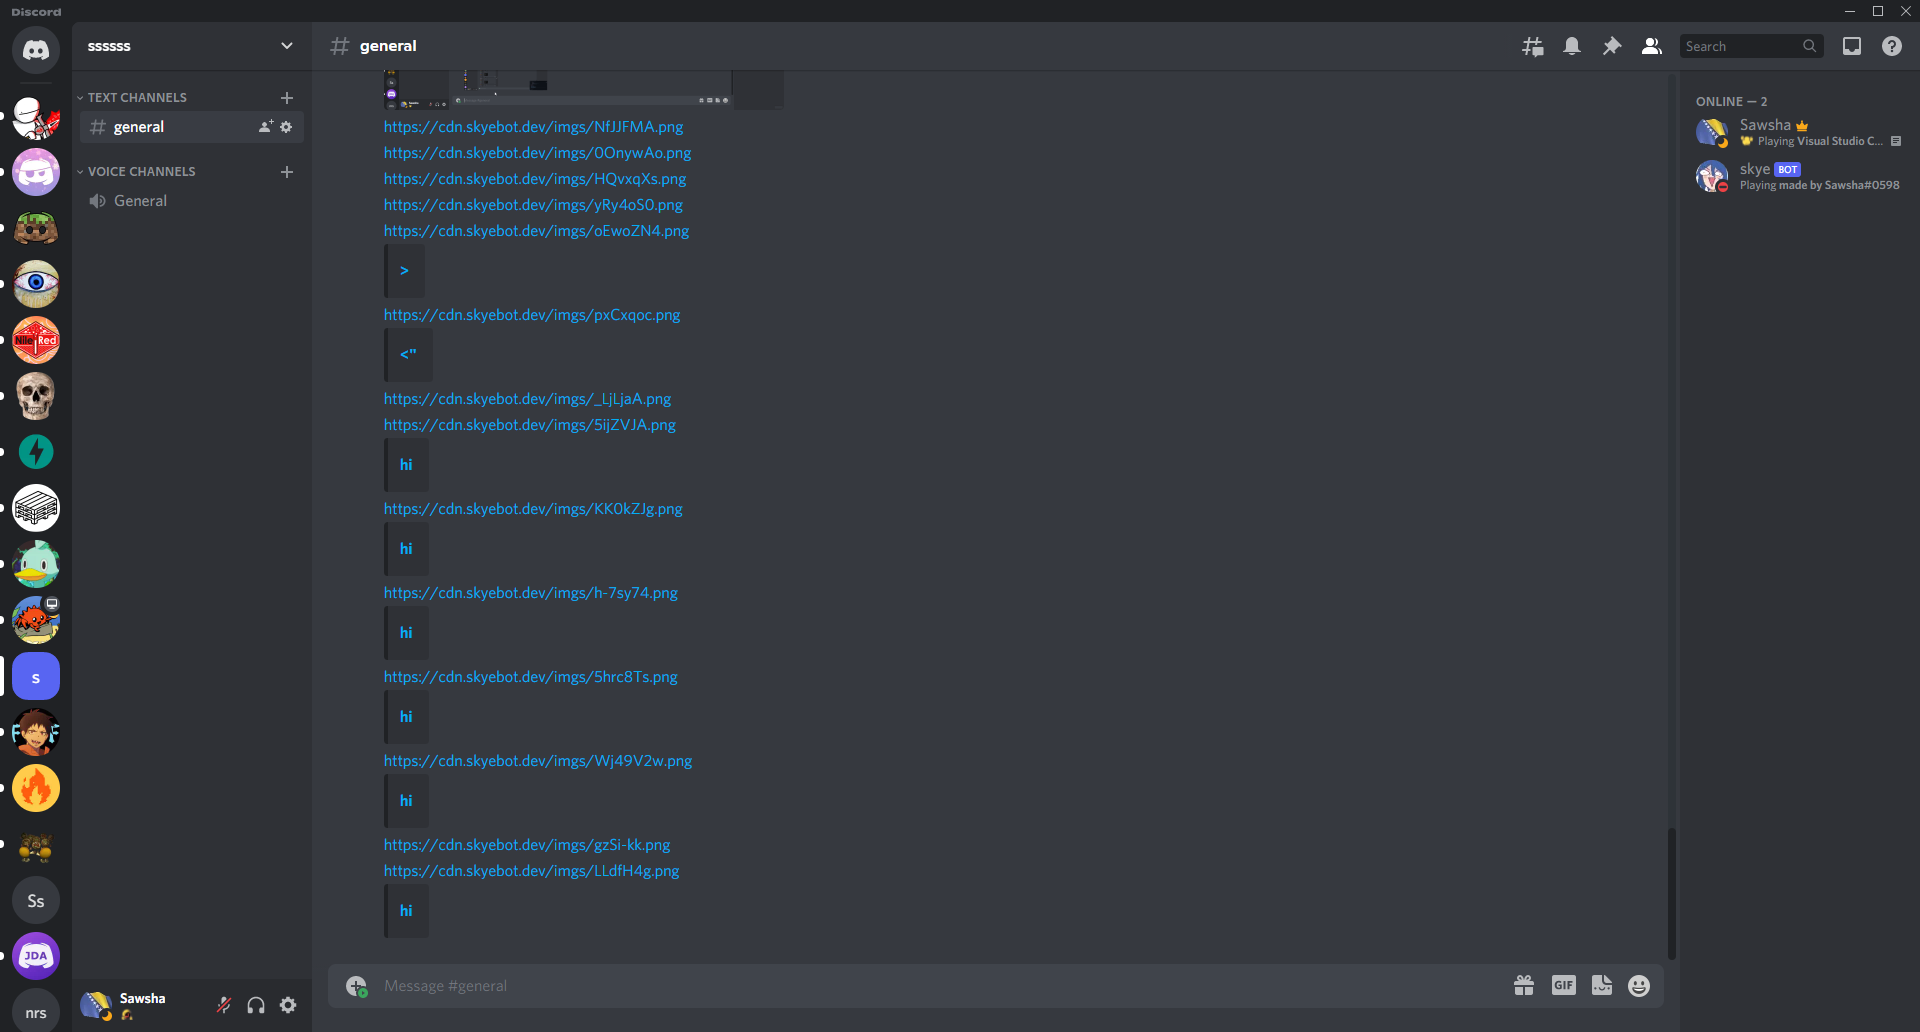 Discord
ssssss
general
Search
TEXT CHANNELS
general
VOICE CHANNELS
General
https://cdn.skyebot.dev/imgs/NfJJFMA.png
https://cdn.skyebot.dev/imgs/0OnywAo.png
https://cdn.skyebot.dev/imgs/HQvxqXs.png
https://cdn.skyebot.dev/imgs/yRy4oS0.png
https://cdn.skyebot.dev/imgs/oEwoZN4.png
>
https://cdn.skyebot.dev/imgs/pxCxqoc.png
<"
https://cdn.skyebot.dev/imgs/_LjLjaA.png
https://cdn.skyebot.dev/imgs/5ijZVJA.png
hi
https://cdn.skyebot.dev/imgs/KK0kZJg.png
hi
https://cdn.skyebot.dev/imgs/h-7sy74.png
hi
https://cdn.skyebot.dev/imgs/5hrc8Ts.png
hi
https://cdn.skyebot.dev/imgs/Wj49V2w.png
hi
https://cdn.skyebot.dev/imgs/gzSi-kk.png
https://cdn.skyebot.dev/imgs/LLdfH4g.png
hi
Message #general
GIF
ONLINE — 2
Sawsha
Playing Visual Studio C...
skye BOT
Playing made by Sawsha#0598
Nile Red
s
Ss
JDA
nrs
Sawsha